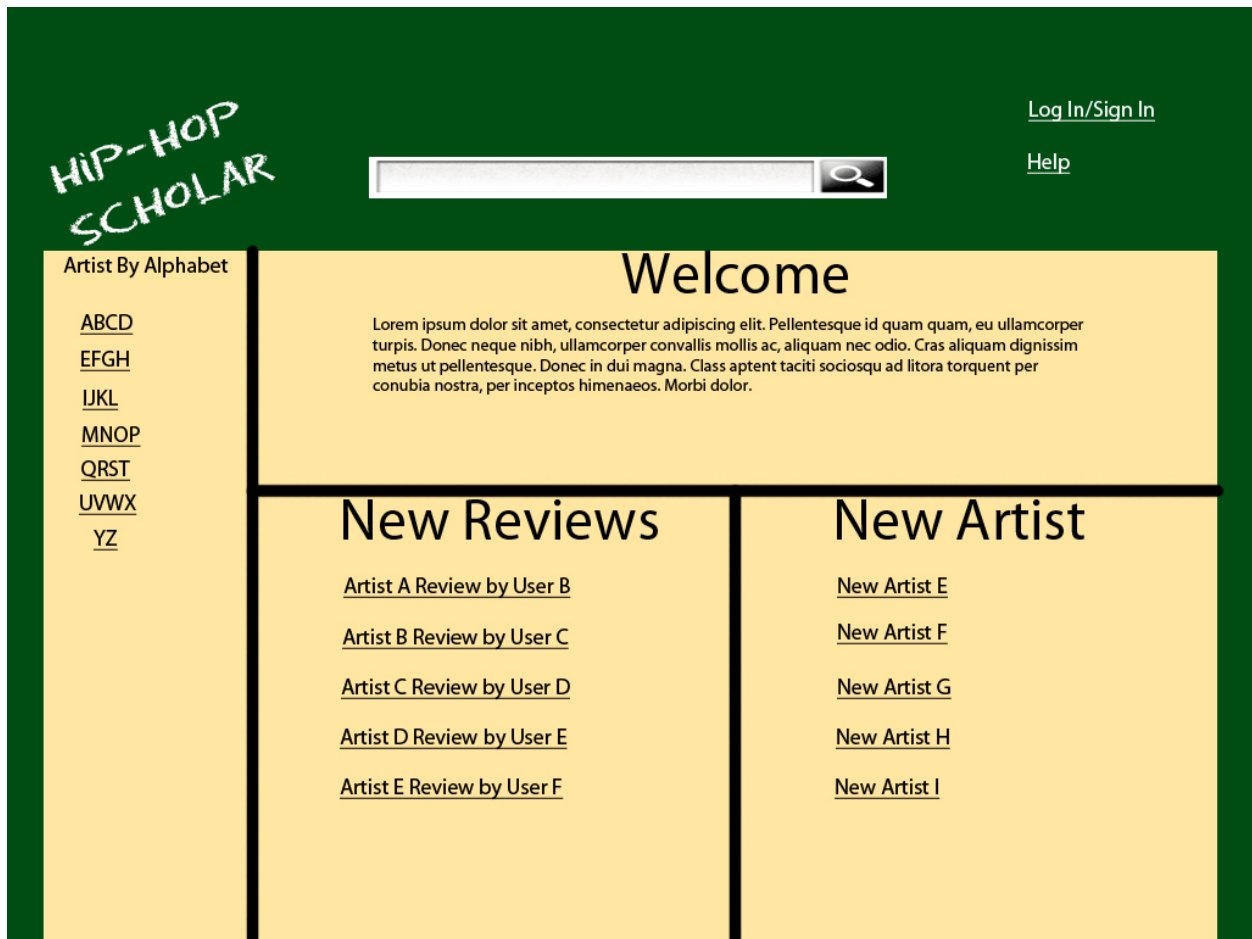 HiP-HOP
SCHOLAR
Log In/Sign In
Help
Artist By Alphabet
ABCD
EFGH
IJKL
MNOP
QRST
UVWX
YZ
Welcome
Lorem ipsum dolor sit amet, consectetur adipiscing elit. Pellentesque id quam quam, eu ullamcorper
turpis. Donec neque nibh, ullamcorper convallis mollis ac, aliquam nec odio. Cras aliquam dignissim
metus ut pellentesque. Donec in dui magna. Class aptent taciti sociosqu ad litora torquent per
conubia nostra, per inceptos himenaeos. Morbi dolor.
New Reviews
Artist A Review by User B
Artist B Review by User C
Artist C Review by User D
Artist D Review by User E
Artist E Review by User F
New Artist
New Artist E
New Artist F
New Artist G
New Artist H
New Artist I